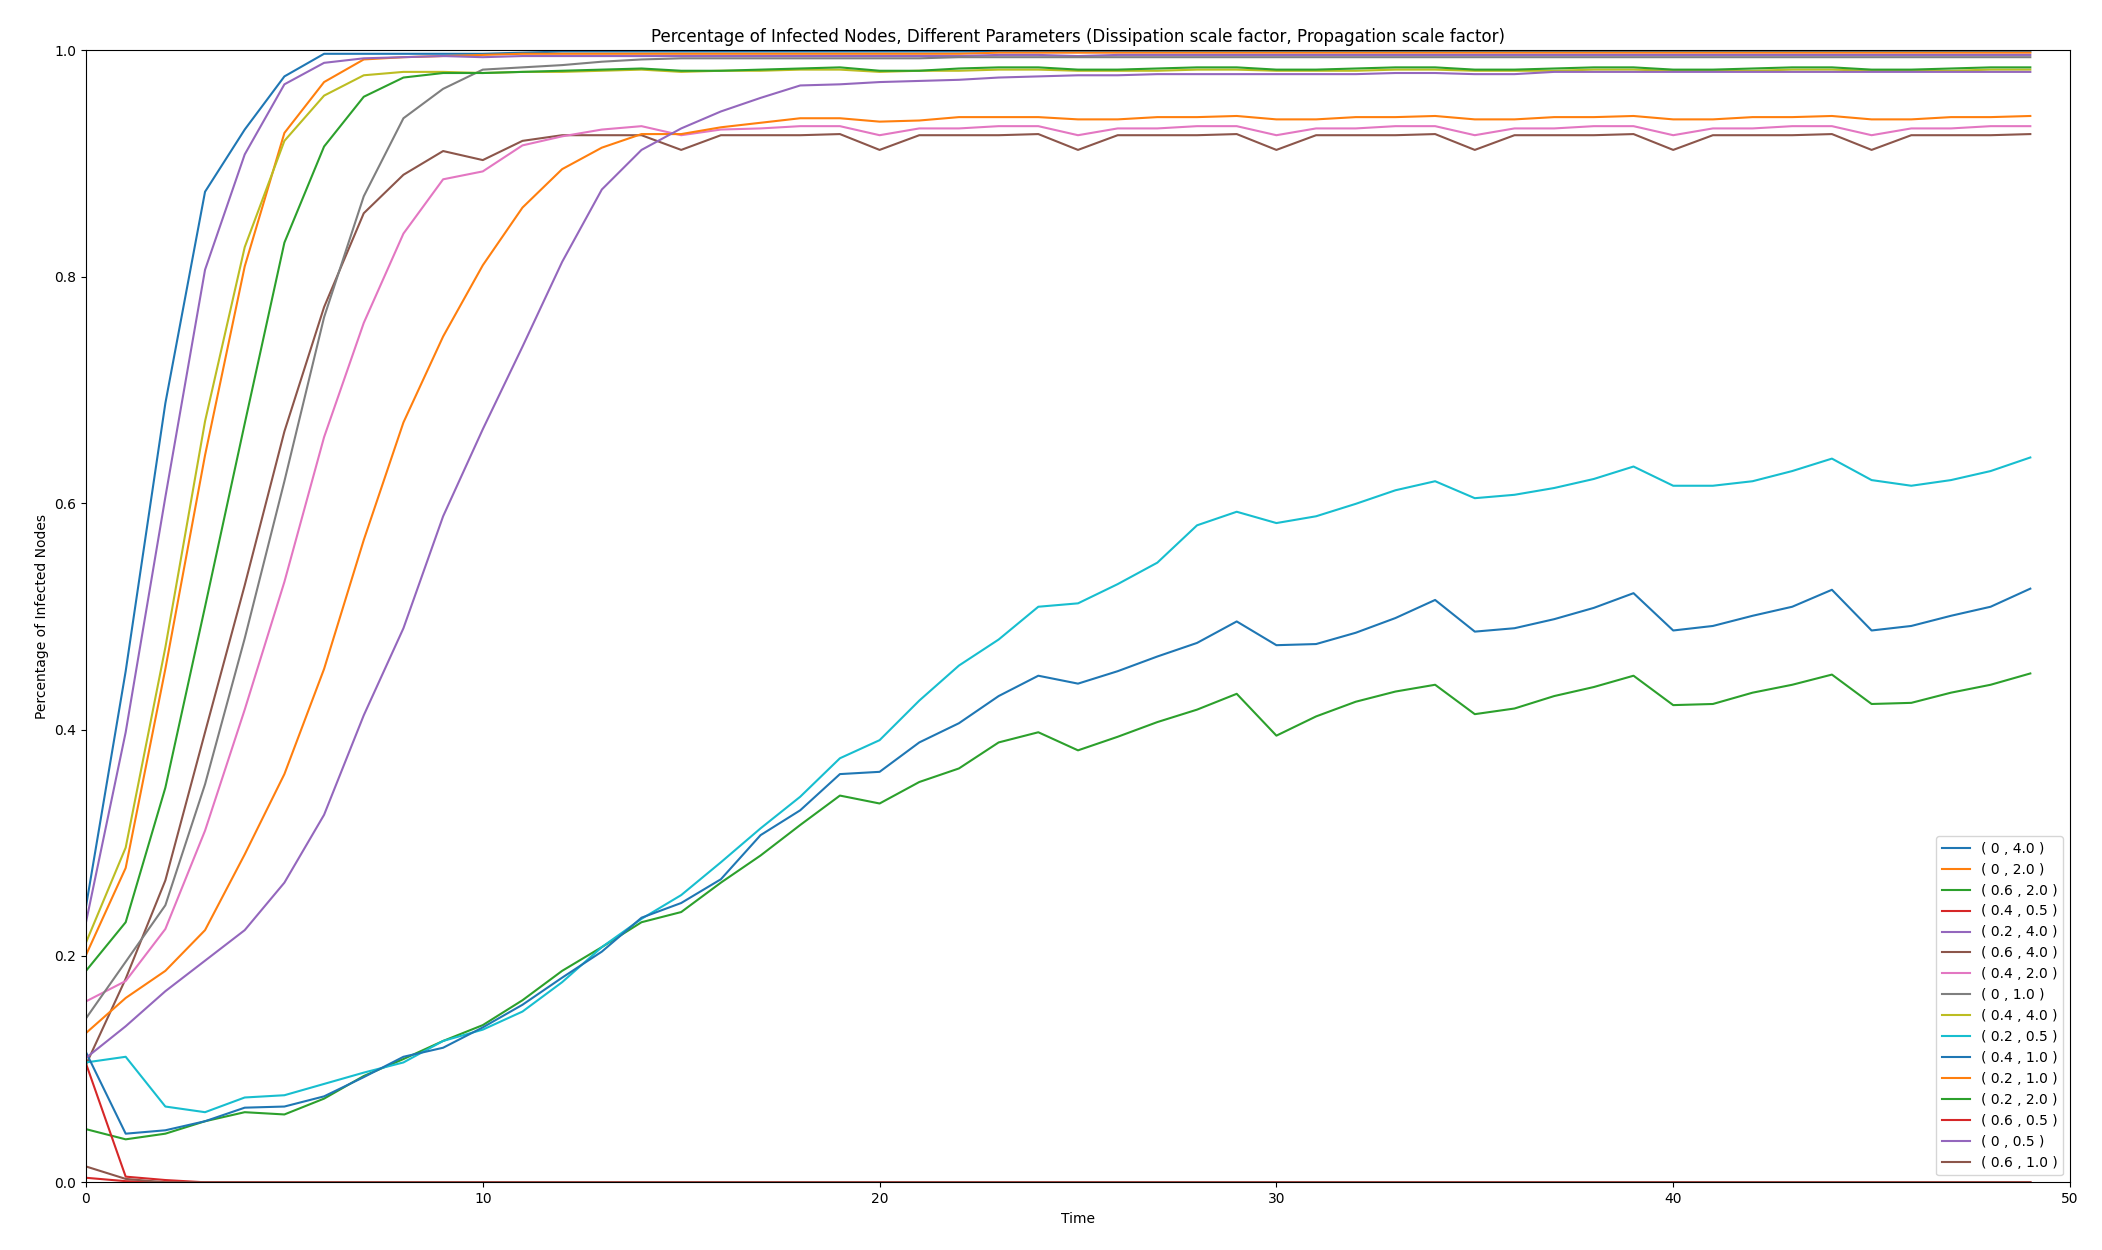 Percentage of Infected Nodes, Different Parameters (Dissipation scale factor, Propagation scale factor)
1.0
0.8
0.6
0.4
0.2
0.0
Percentage of Infected Nodes
0 10 20 30 40 50
Time
( 0 , 4.0 )
( 0 , 2.0 )
( 0.6 , 2.0 )
( 0.4 , 0.5 )
( 0.2 , 4.0 )
( 0.6 , 4.0 )
( 0.4 , 2.0 )
( 0 , 1.0 )
( 0.4 , 4.0 )
( 0.2 , 0.5 )
( 0.4 , 1.0 )
( 0.2 , 1.0 )
( 0.2 , 2.0 )
( 0.6 , 0.5 )
( 0 , 0.5 )
( 0.6 , 1.0 )